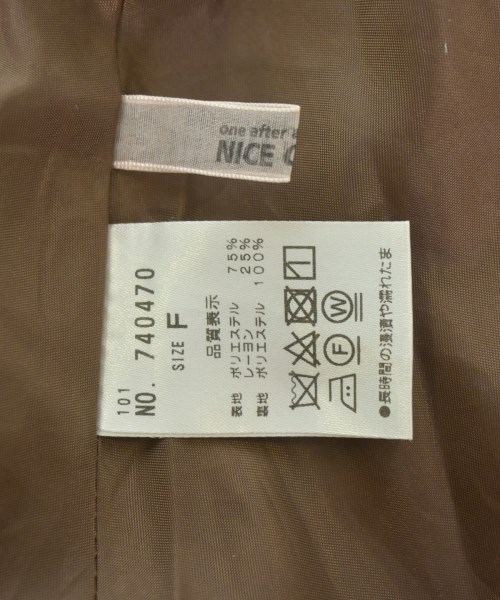 one after
NICE
101
NO. 740470
SIZE F
品質表示
表地 ポリエステル 75%
レーヨン 25%
裏地 ポリエステル 100%
W
F
●長時間の浸漬や濡れたま